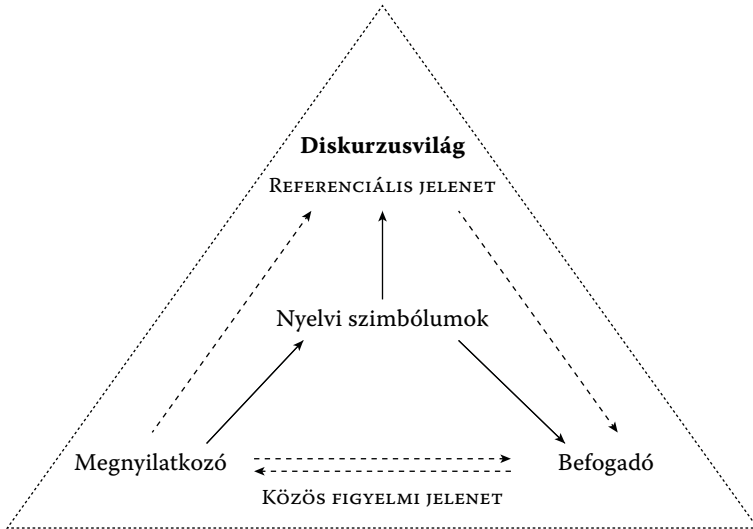 Diskurzusvilág
Referenciális jelenet
Nyelvi szimbólumok
Megnyilatkozó
Befogadó
Közös figyelmi jelenet